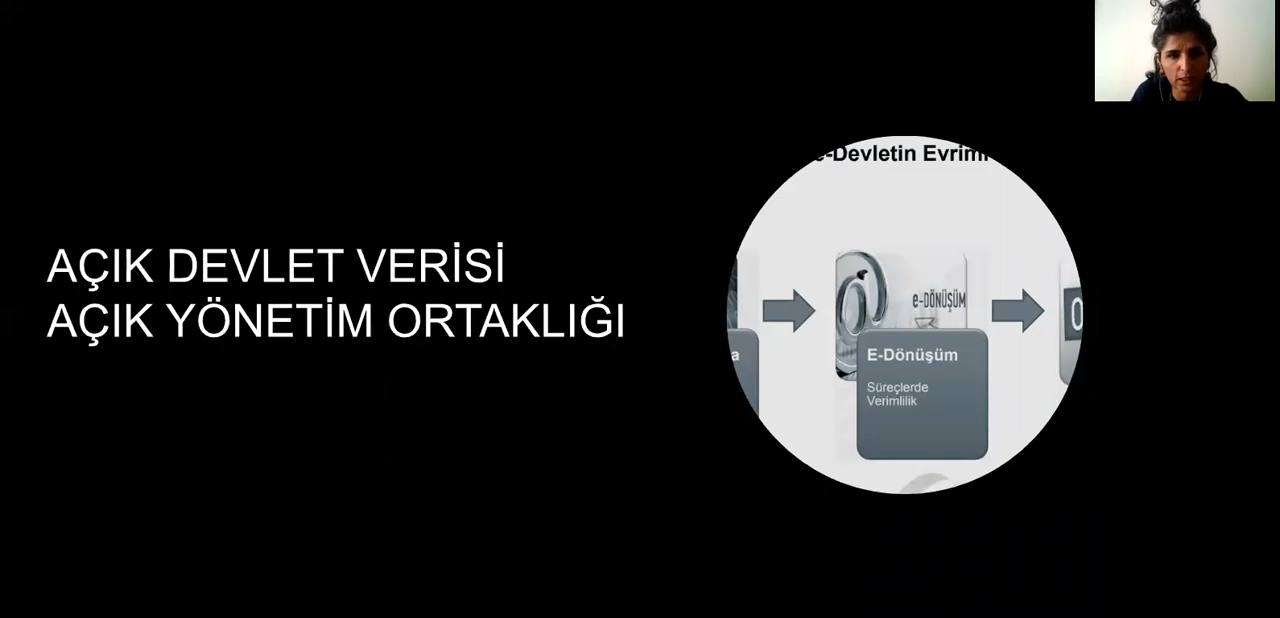 AÇIK DEVLET VERİSİ
AÇIK YÖNETİM ORTAKLIĞI
e-Devletin Evrimi
e-DÖNÜŞÜM
E-Dönüşüm
Süreçlerde
Verimlilik